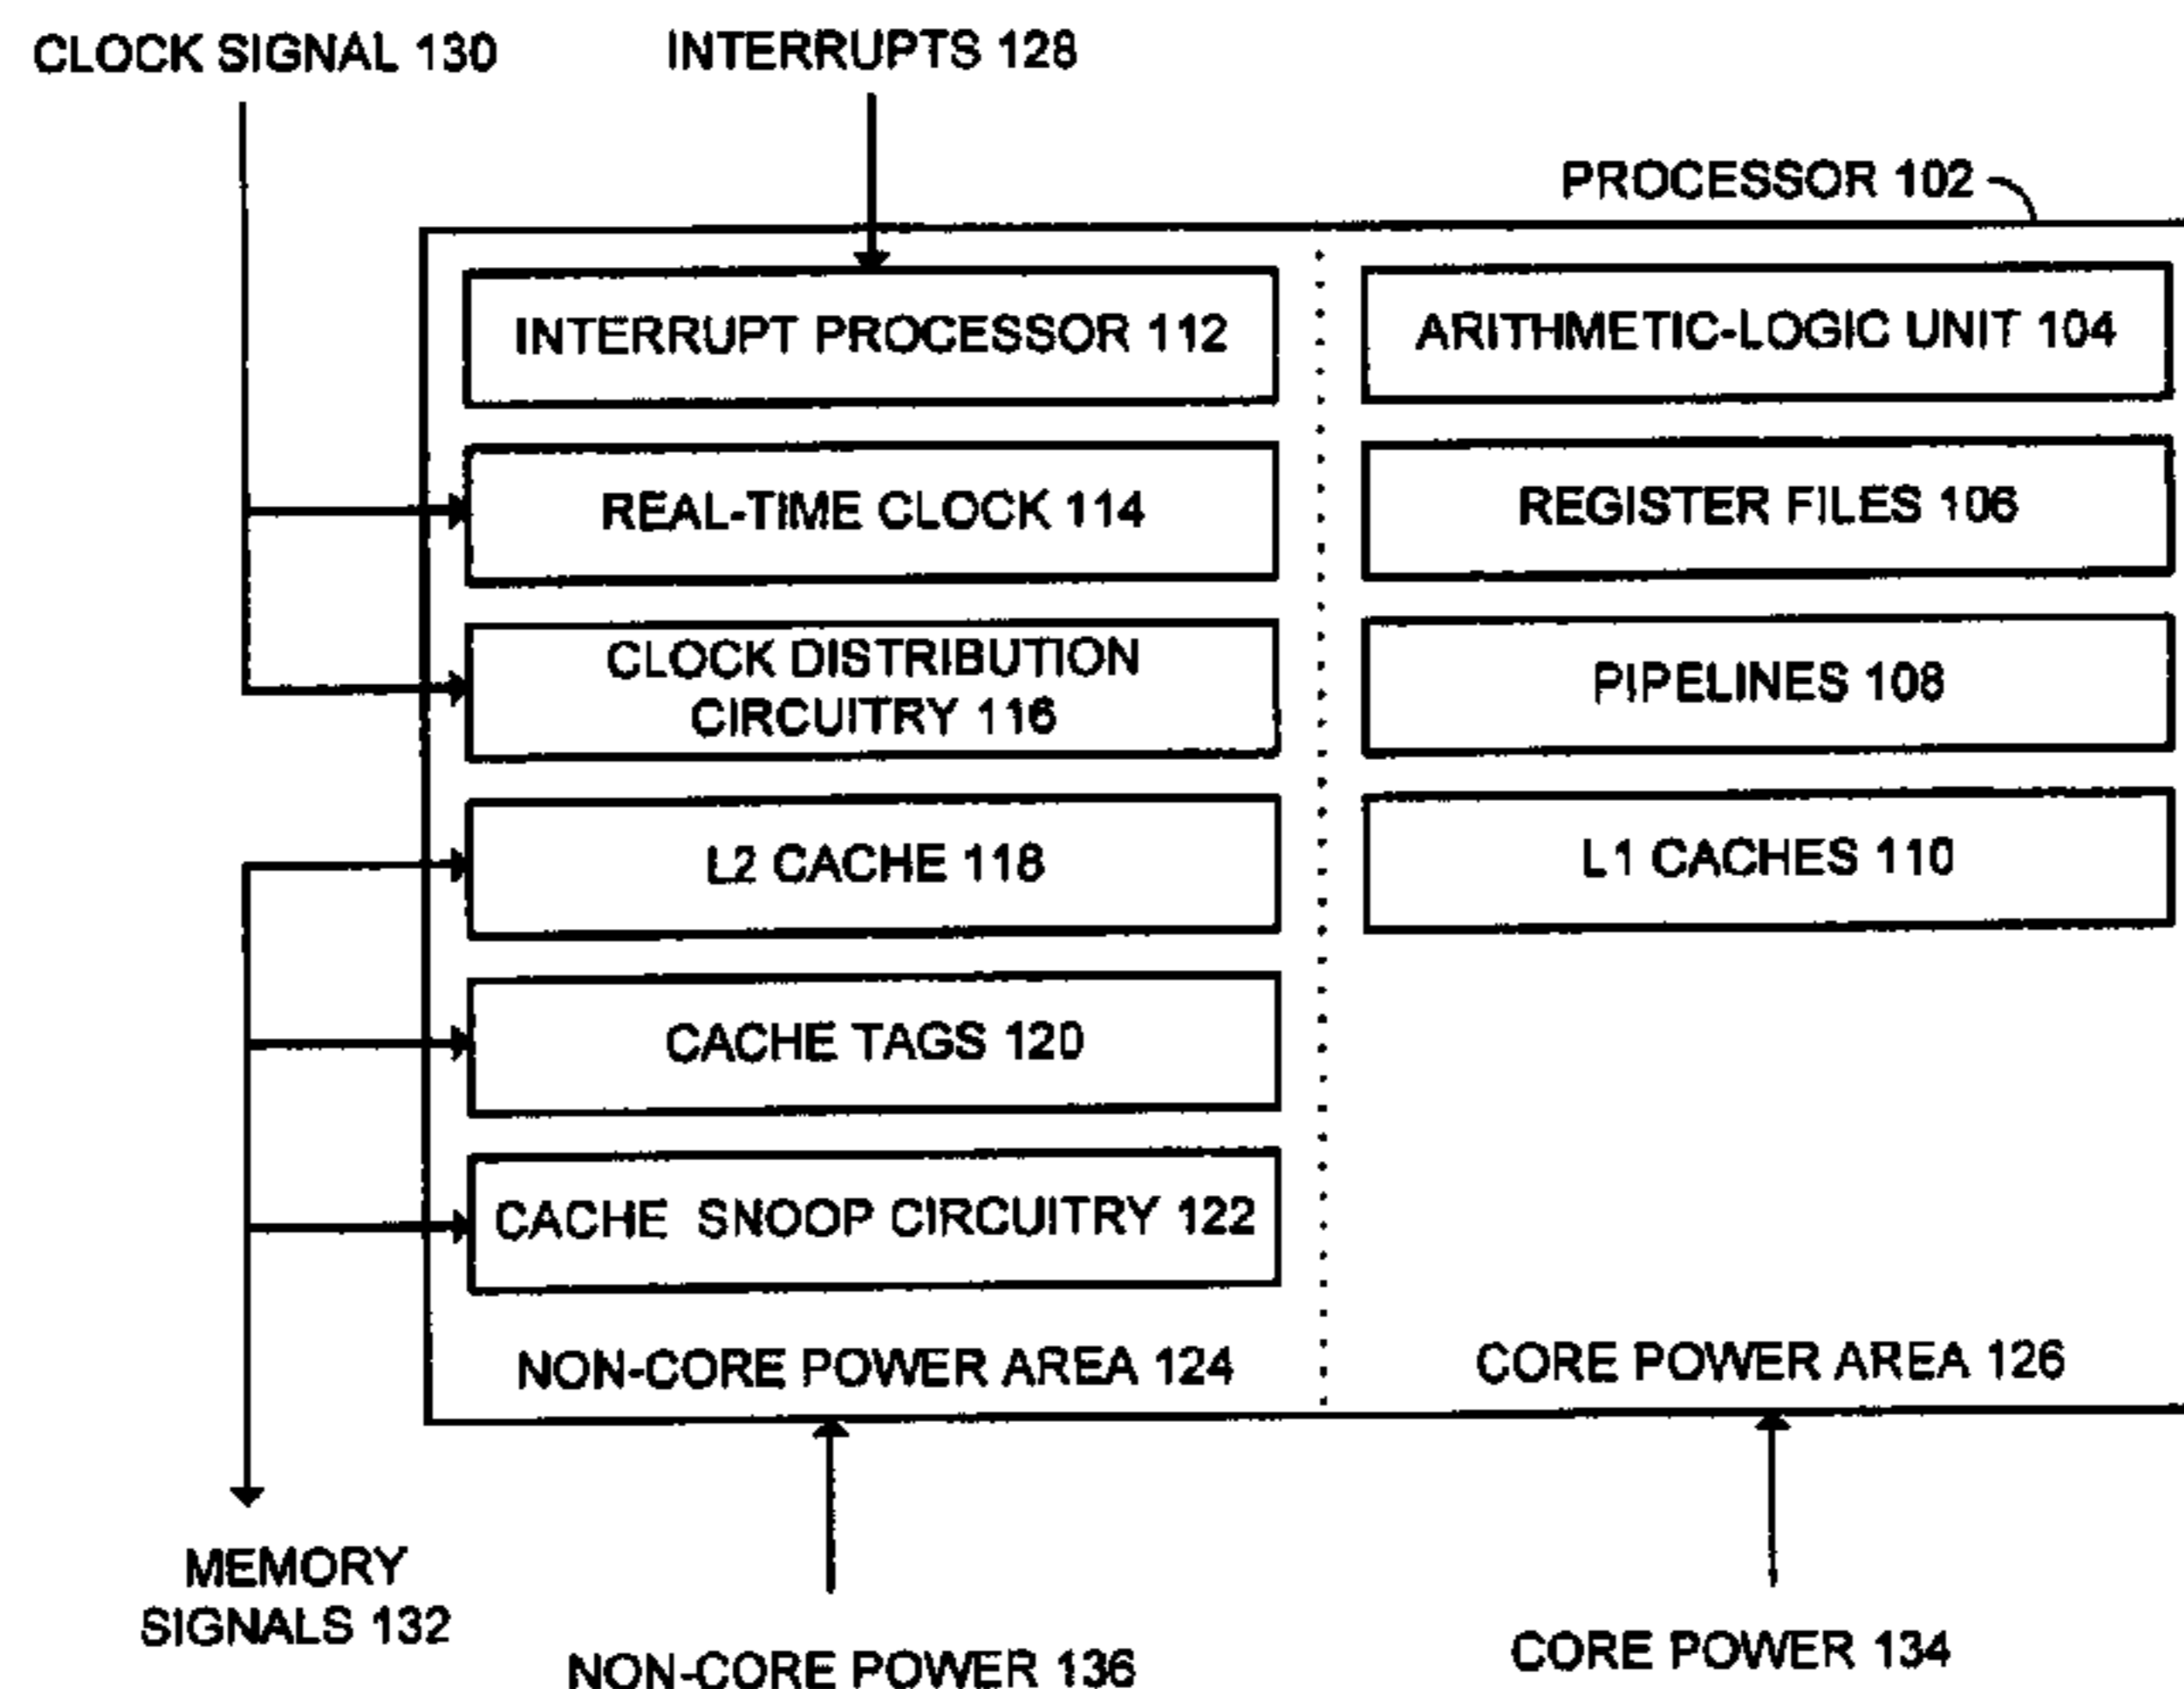 CLOCK SIGNAL 130
INTERRUPTS 128
PROCESSOR 102
INTERRUPT PROCESSOR 112
ARITHMETIC-LOGIC UNIT 104
REAL-TIME CLOCK 114
REGISTER FILES 106
CLOCK DISTRIBUTION
CIRCUITRY 116
PIPELINES 108
L2 CACHE 118
L1 CACHES 110
CACHE TAGS 120
CACHE SNOOP CIRCUITRY 122
NON-CORE POWER AREA 124
CORE POWER AREA 126
MEMORY
SIGNALS 132
NON-CORE POWER 136
CORE POWER 134